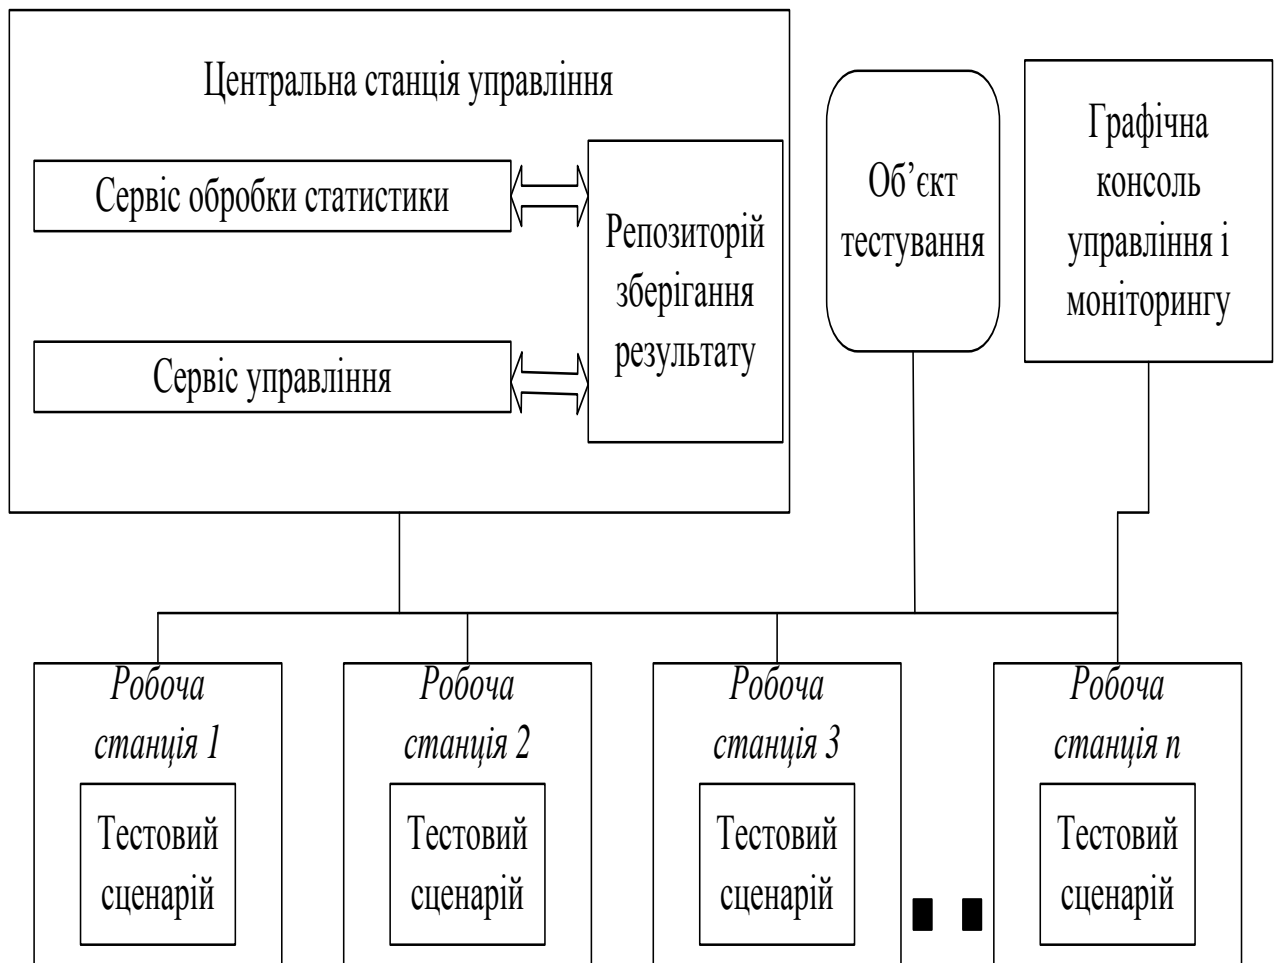 Центральна станція управління
Сервіс обробки статистики
Сервіс управління
Репозиторій
зберігання
результату
Об’єкт
тестування
Графічна
консоль
управління і
моніторингу
Робоча
станція 1
Тестовий
сценарій
Робоча
станція 2
Тестовий
сценарій
Робоча
станція 3
Тестовий
сценарій
Робоча
станція n
Тестовий
сценарій